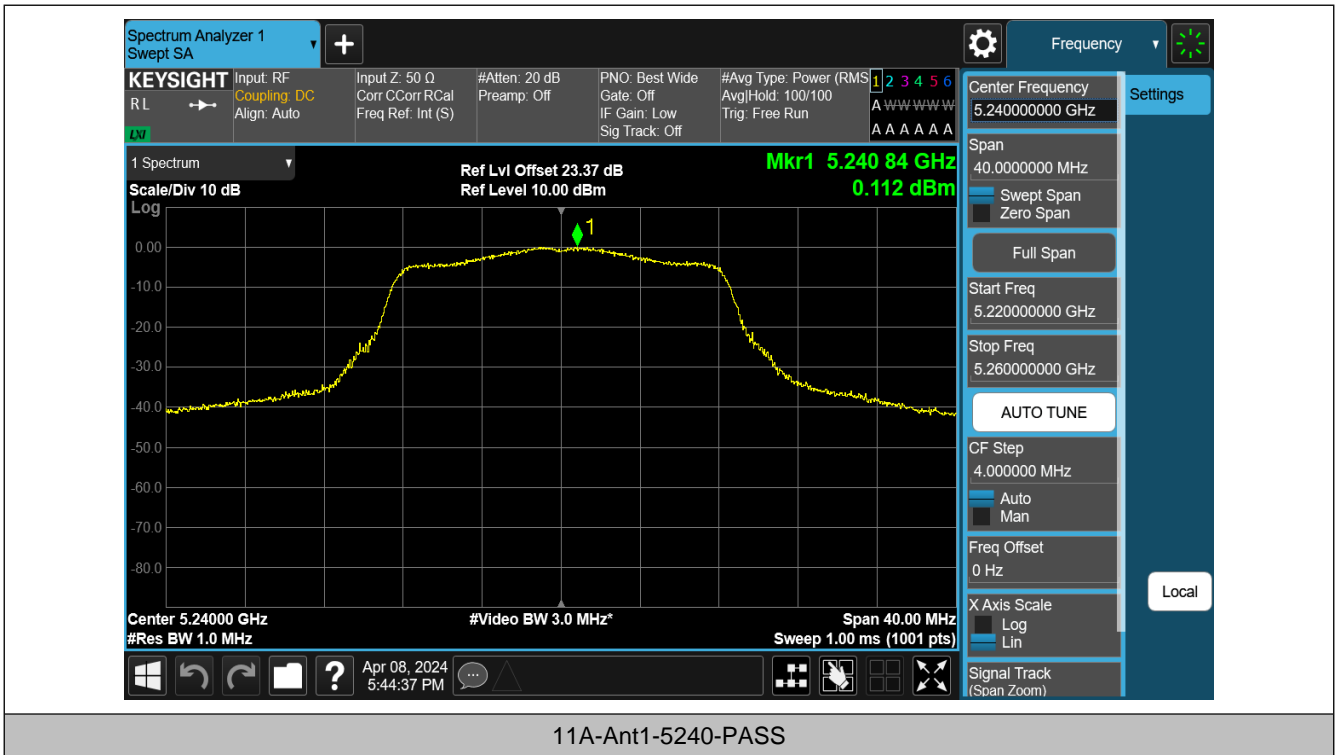 Spectrum Analyzer 1
Swept SA
Frequency
KEYSIGHT
R L
LXI
Input: RF
Coupling: DC
Align: Auto
Input Z: 50 Ω
Corr CCorr RCal
Freq Ref: Int (S)
#Atten: 20 dB
Preamp: Off
PNO: Best Wide
Gate: Off
IF Gain: Low
Sig Track: Off
#Avg Type: Power (RMS
Avg|Hold: 100/100
Trig: Free Run
1 2 3 4 5 6
A W W W W W
A A A A A A
1 Spectrum
Scale/Div 10 dB
Log
Ref Lvl Offset 23.37 dB
Ref Level 10.00 dBm
Mkr1 5.240 84 GHz
0.112 dBm
1
0.00
-10.0
-20.0
-30.0
-40.0
-50.0
-60.0
-70.0
-80.0
Center 5.24000 GHz
#Res BW 1.0 MHz
#Video BW 3.0 MHz*
Span 40.00 MHz
Sweep 1.00 ms (1001 pts)
?
Apr 08, 2024
5:44:37 PM
Center Frequency
5.240000000 GHz
Span
40.0000000 MHz
Swept Span
Zero Span
Full Span
Start Freq
5.220000000 GHz
Stop Freq
5.260000000 GHz
AUTO TUNE
CF Step
4.000000 MHz
Auto
Man
Freq Offset
0 Hz
X Axis Scale
Log
Lin
Signal Track
(Span Zoom)
Settings
Local
11A-Ant1-5240-PASS